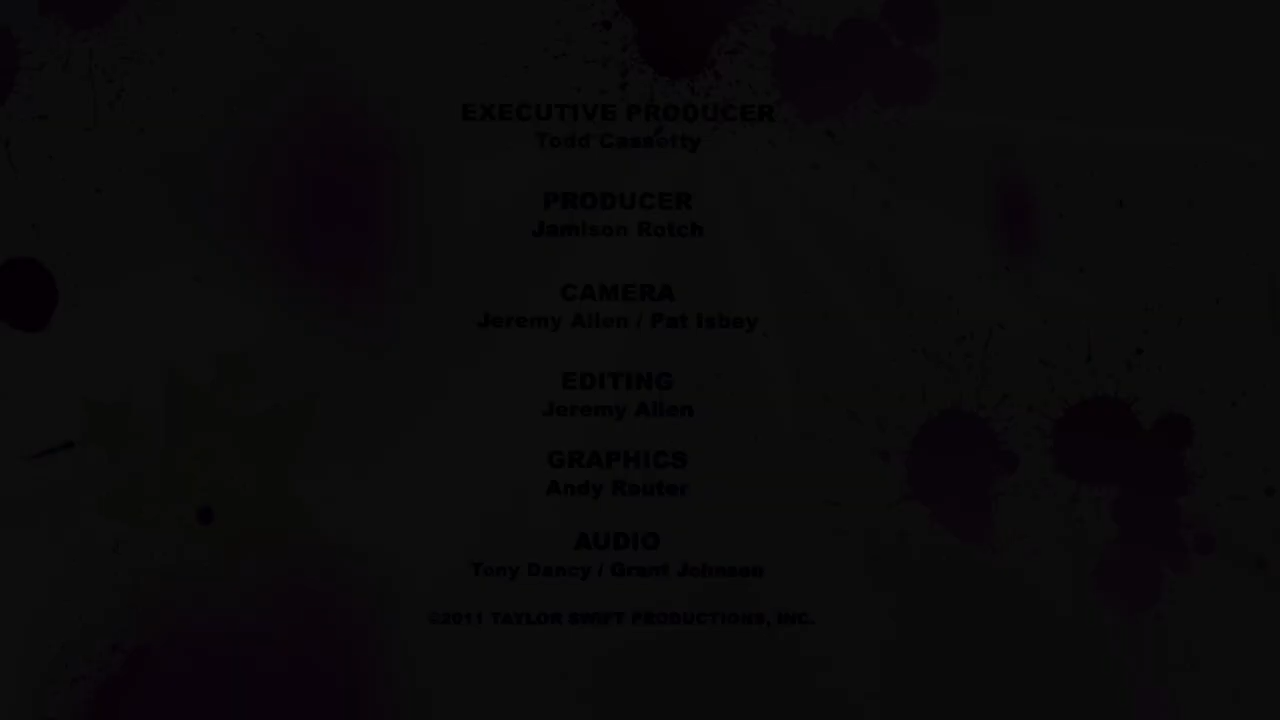 EXECUTIVE PRODUCER
Todd Cassetty
PRODUCER
Jamison Rotch
CAMERA
Jeremy Allen / Pat Isbey
EDITING
Jeremy Allen
GRAPHICS
Andy Reuter
AUDIO
Tony Dancy / Grant Johnson
©2011 TAYLOR SWIFT PRODUCTIONS, INC.